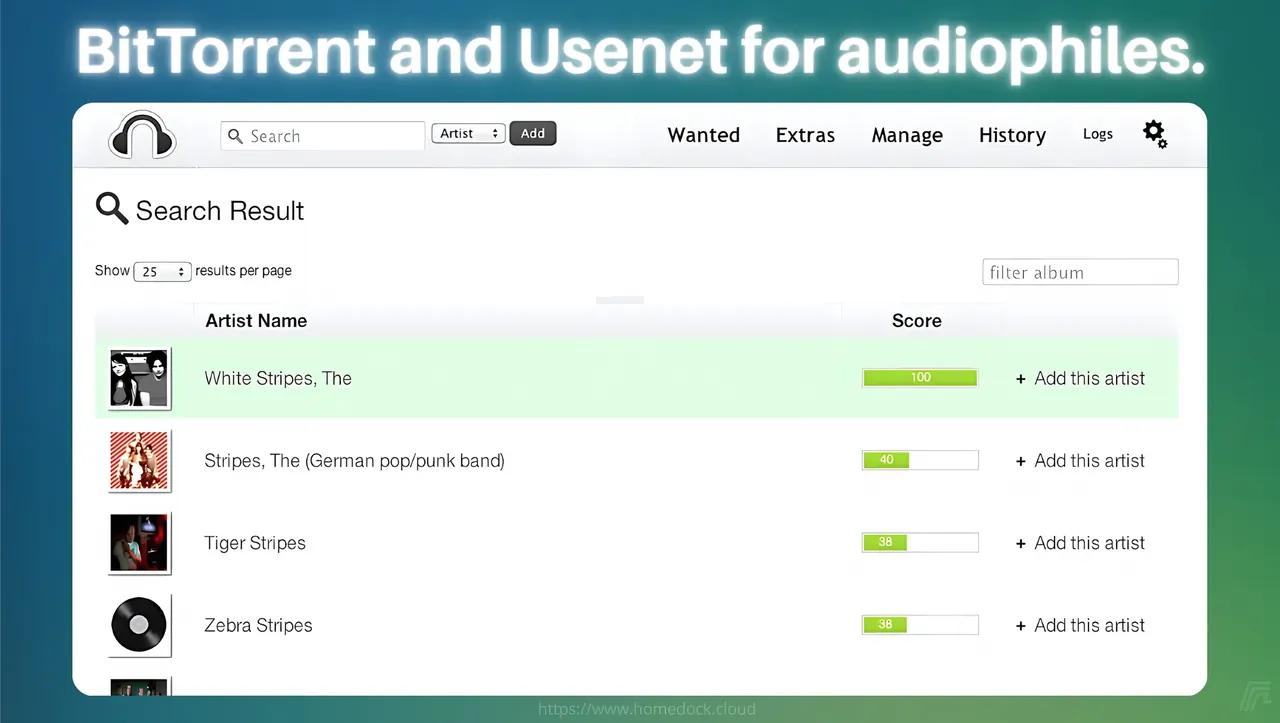 BitTorrent and Usenet for audiophiles.
Search Artist Add Wanted Extras Manage History Logs
Search Result
Show 25 results per page filter album
Artist Name Score
White Stripes, The 100 + Add this artist
Stripes, The (German pop/punk band) 40 + Add this artist
Tiger Stripes 38 + Add this artist
Zebra Stripes 38 + Add this artist
https://www.homedock.cloud